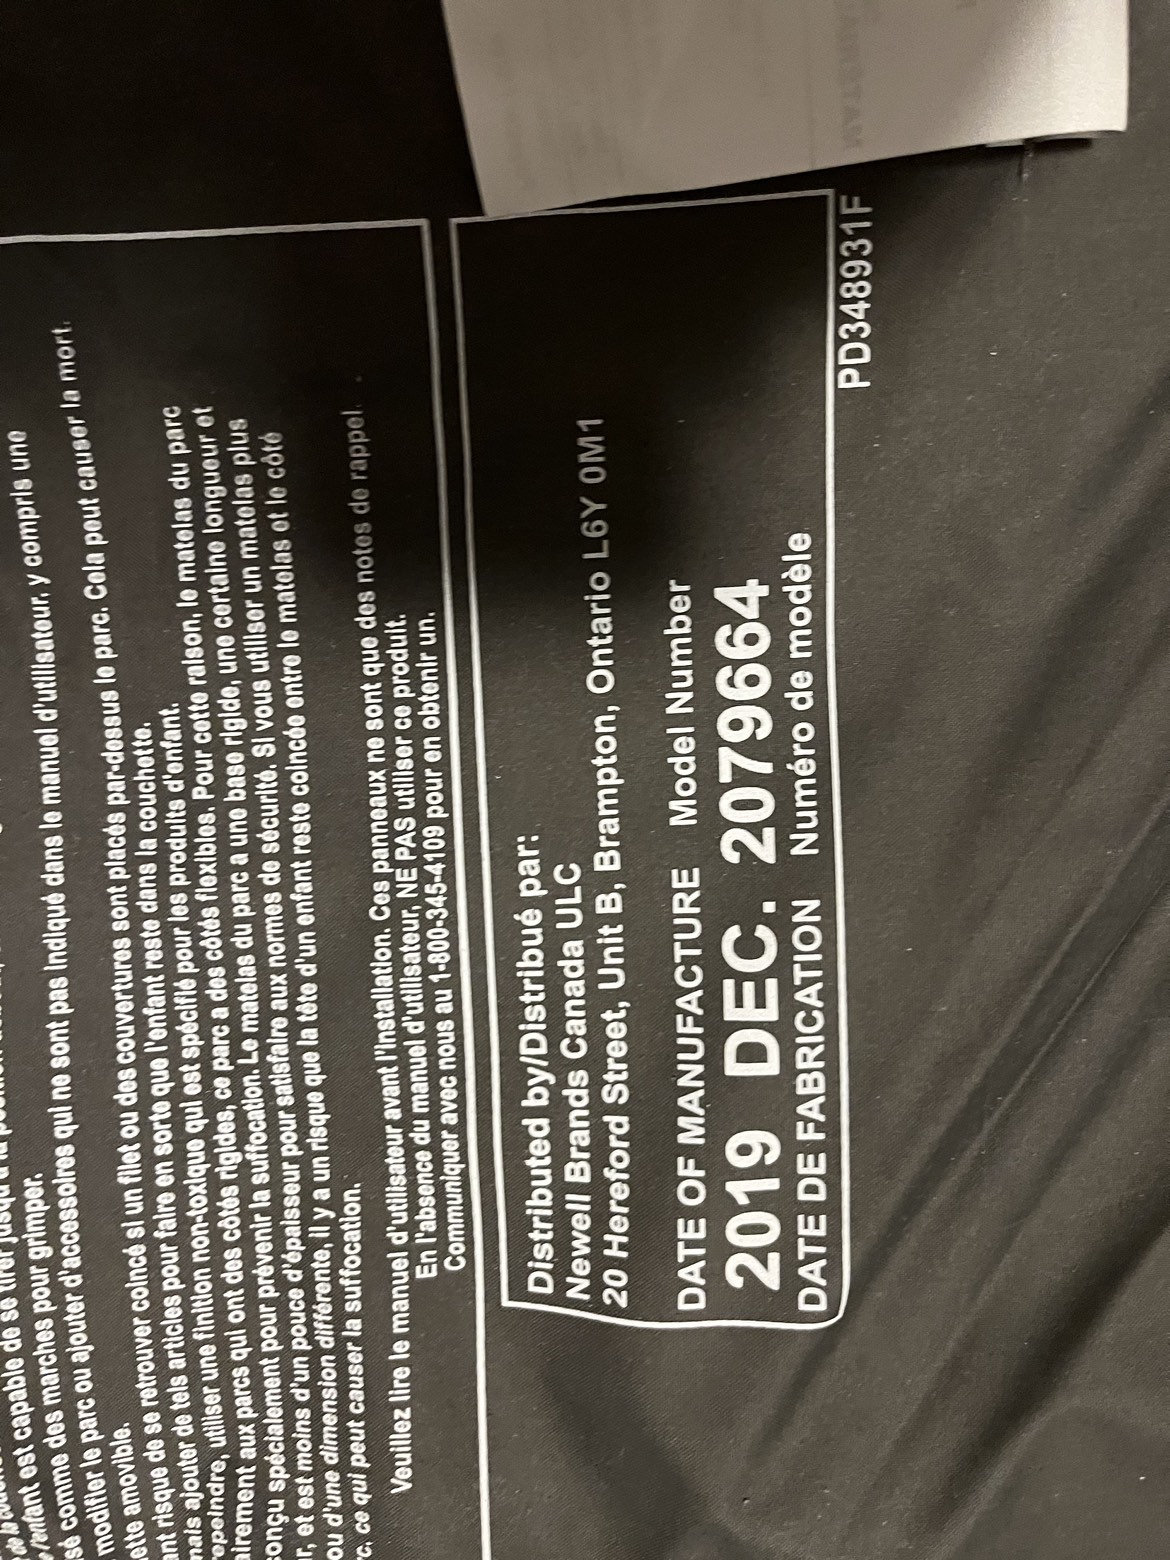 l'enfant est capable de se tirer
sé comme des marches pour grimper.
modifier le parc ou ajouter d'accessoires qui ne sont pas indiqué dans le manuel d'utilisateur, y compris une
ette amovible.
ant risque de se retrouver coincé si un filet ou des couvertures sont placés par-dessus le parc. Cela peut causer la mort.
mais ajouter de tels articles pour faire en sorte que l'enfant reste dans la couchette.
repeindre, utiliser une finition non-toxique qui est spécifié pour les produits d'enfant.
airement aux parcs qui ont des côtés rigides, ce parc a des côtés flexibles. Pour cette raison, le matelas du parc
conçu spécialement pour prévenir la suffocation. Le matelas du parc a une base rigide, une certaine longueur et
r, et est moins d'un pouce d'épaisseur pour satisfaire aux nomes de sécurité. Si vous utiliser un matelas plus
ou d'une dimension différente, il y a un risque que la tête d'un enfant reste coincée entre le matelas et le côté
c. ce qui peut causer la suffocation.
Veuillez lire le manuel d'utilisateur avant l'installation. Ces panneaux ne sont que des notes de rappel.
En l'absence du manuel d'utilisateur, NE PAS utiliser ce produit.
Communiquer avec nous au 1-800-345-4109 pour en obtenir un.
Distributed by/Distribué par:
Newell Brands Canada ULC
20 Hereford Street, Unit B, Brampton, Ontario L6Y 0M1
DATE OF MANUFACTURE Model Number
2019 DEC. 2079664
DATE DE FABRICATION Numéro de modèle
PD348931F